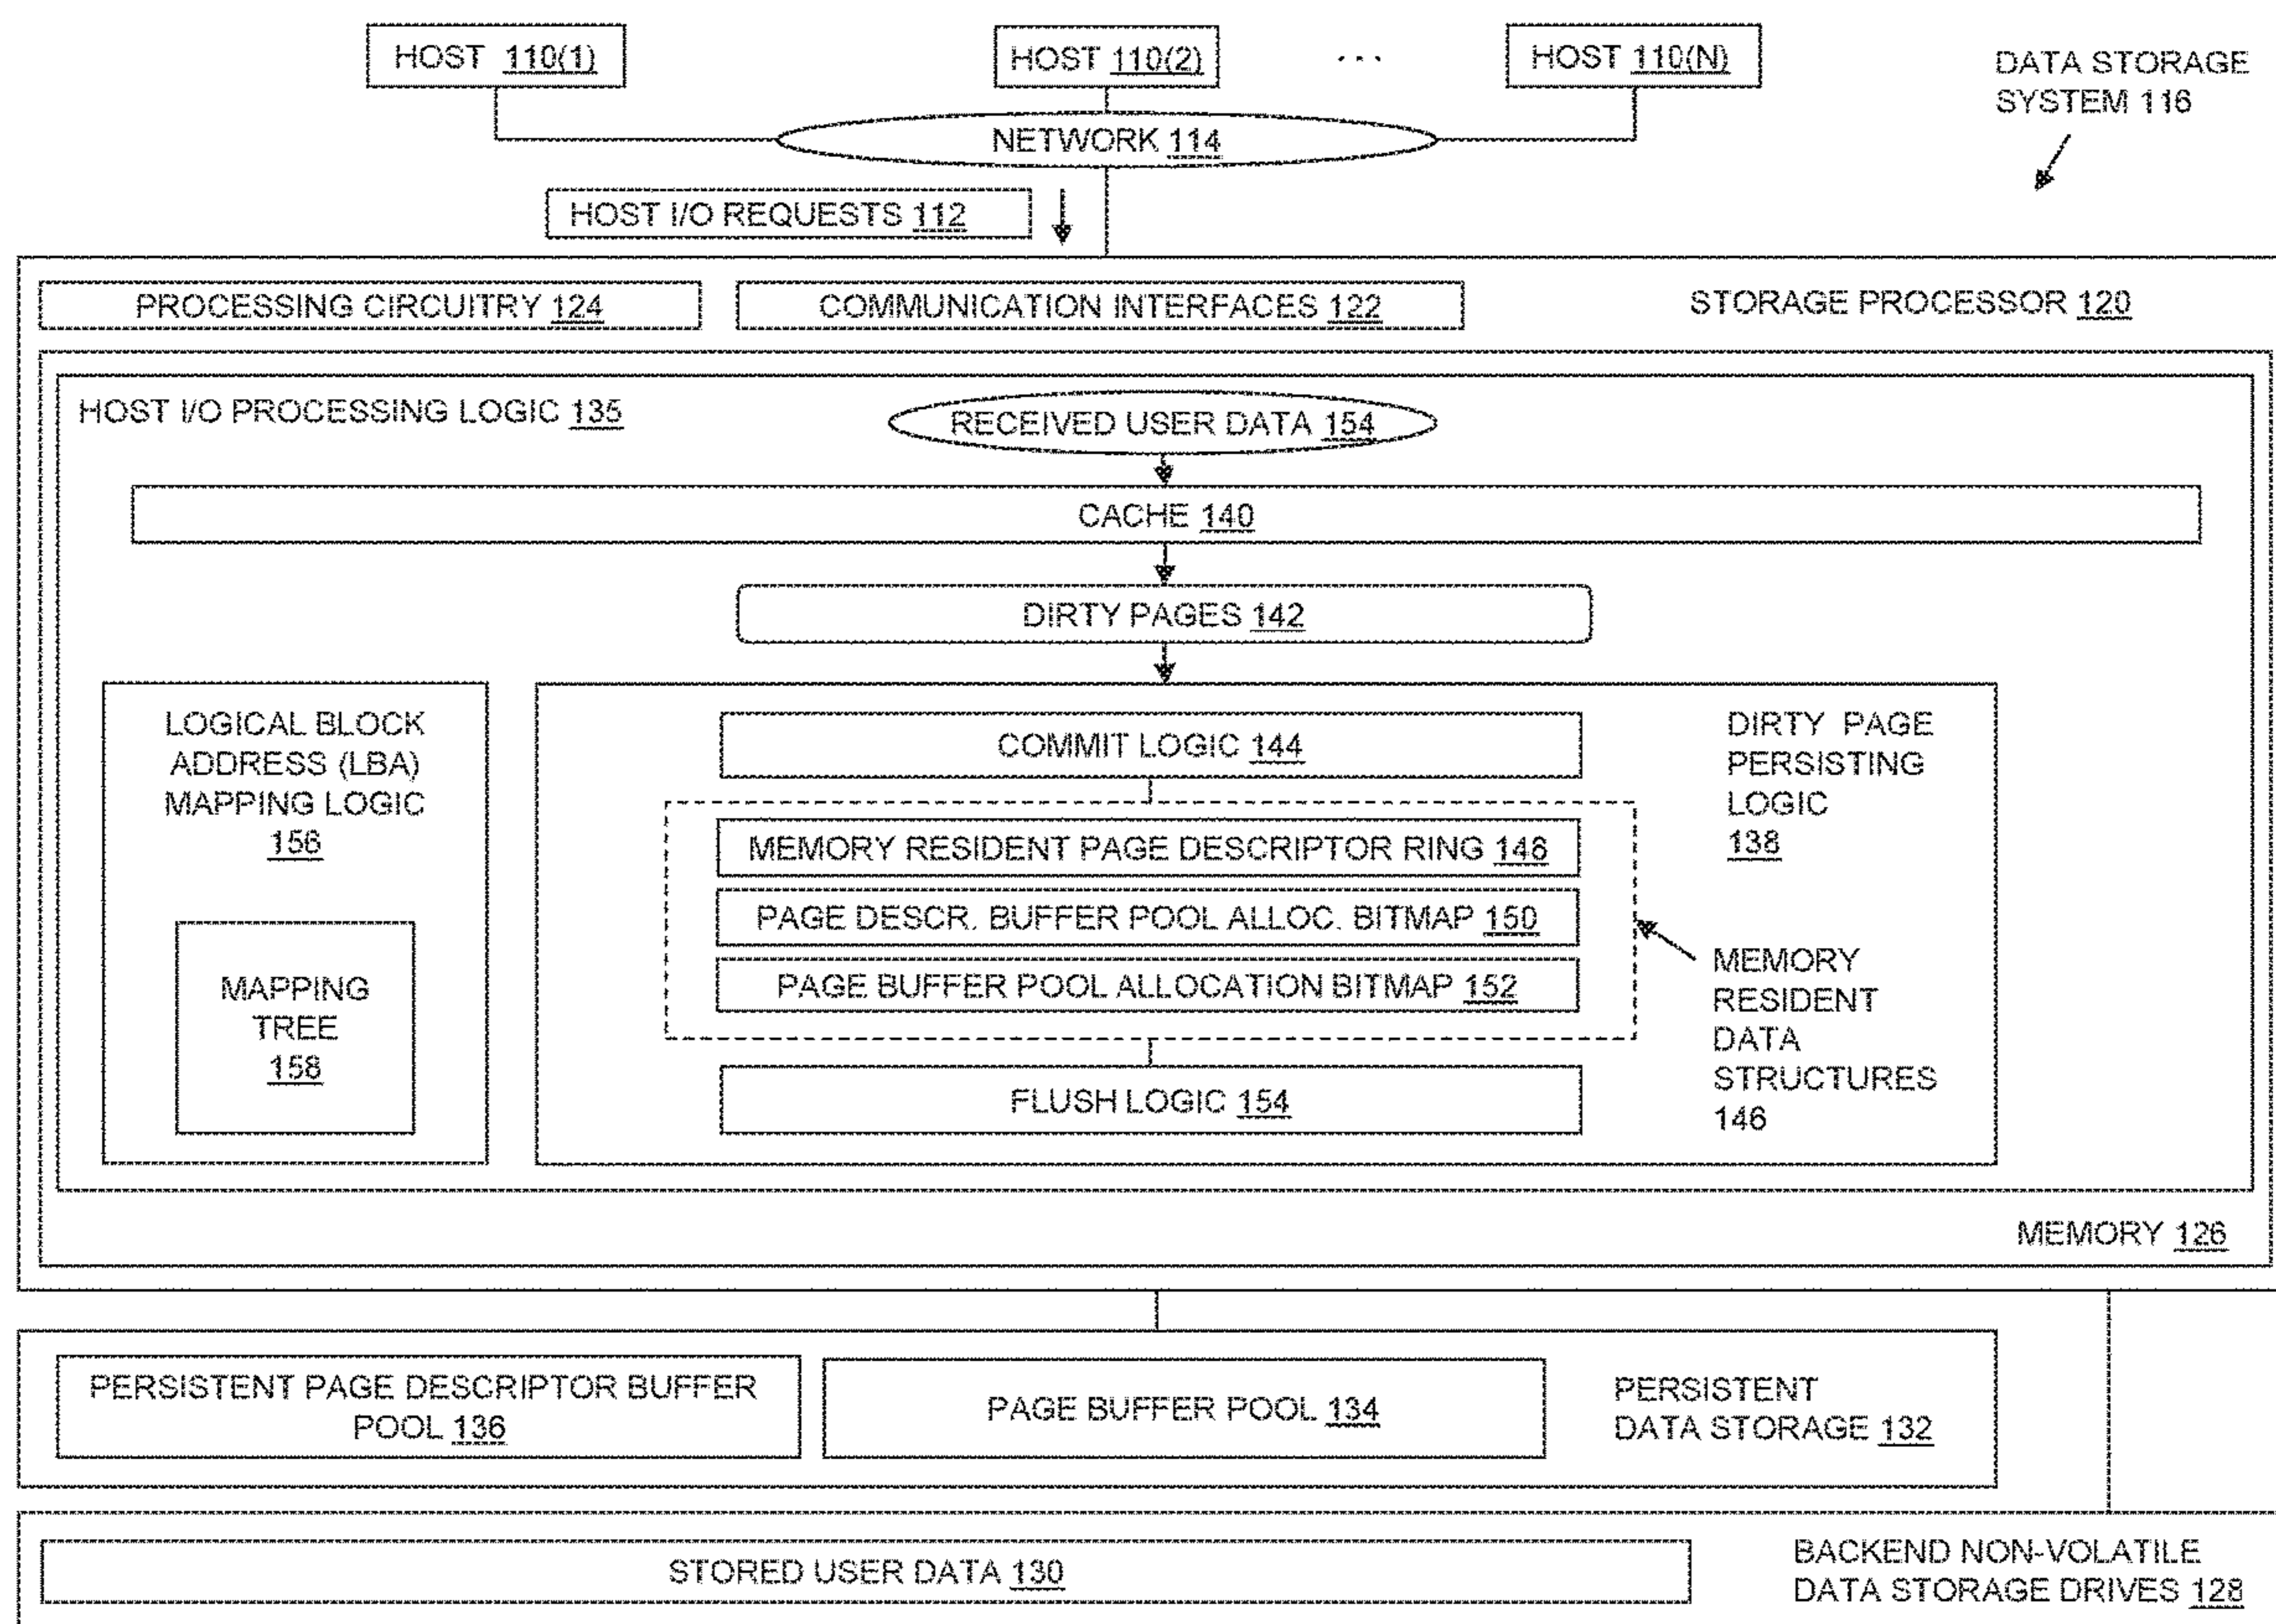 HOST 110(1)
HOST 110(2)
...
HOST 110(N)
DATA STORAGE
SYSTEM 116
NETWORK 114
HOST I/O REQUESTS 112
PROCESSING CIRCUITRY 124
COMMUNICATION INTERFACES 122
STORAGE PROCESSOR 120
HOST I/O PROCESSING LOGIC 135
RECEIVED USER DATA 154
CACHE 140
DIRTY PAGES 142
LOGICAL BLOCK
ADDRESS (LBA)
MAPPING LOGIC
156
MAPPING
TREE
158
COMMIT LOGIC 144
DIRTY PAGE
PERSISTING
LOGIC
138
MEMORY RESIDENT PAGE DESCRIPTOR RING 148
PAGE DESCR. BUFFER POOL ALLOC. BITMAP 150
PAGE BUFFER POOL ALLOCATION BITMAP 152
MEMORY
RESIDENT
DATA
STRUCTURES
146
FLUSH LOGIC 154
MEMORY 126
PERSISTENT PAGE DESCRIPTOR BUFFER
POOL 136
PAGE BUFFER POOL 134
PERSISTENT
DATA STORAGE 132
STORED USER DATA 130
BACKEND NON-VOLATILE
DATA STORAGE DRIVES 128